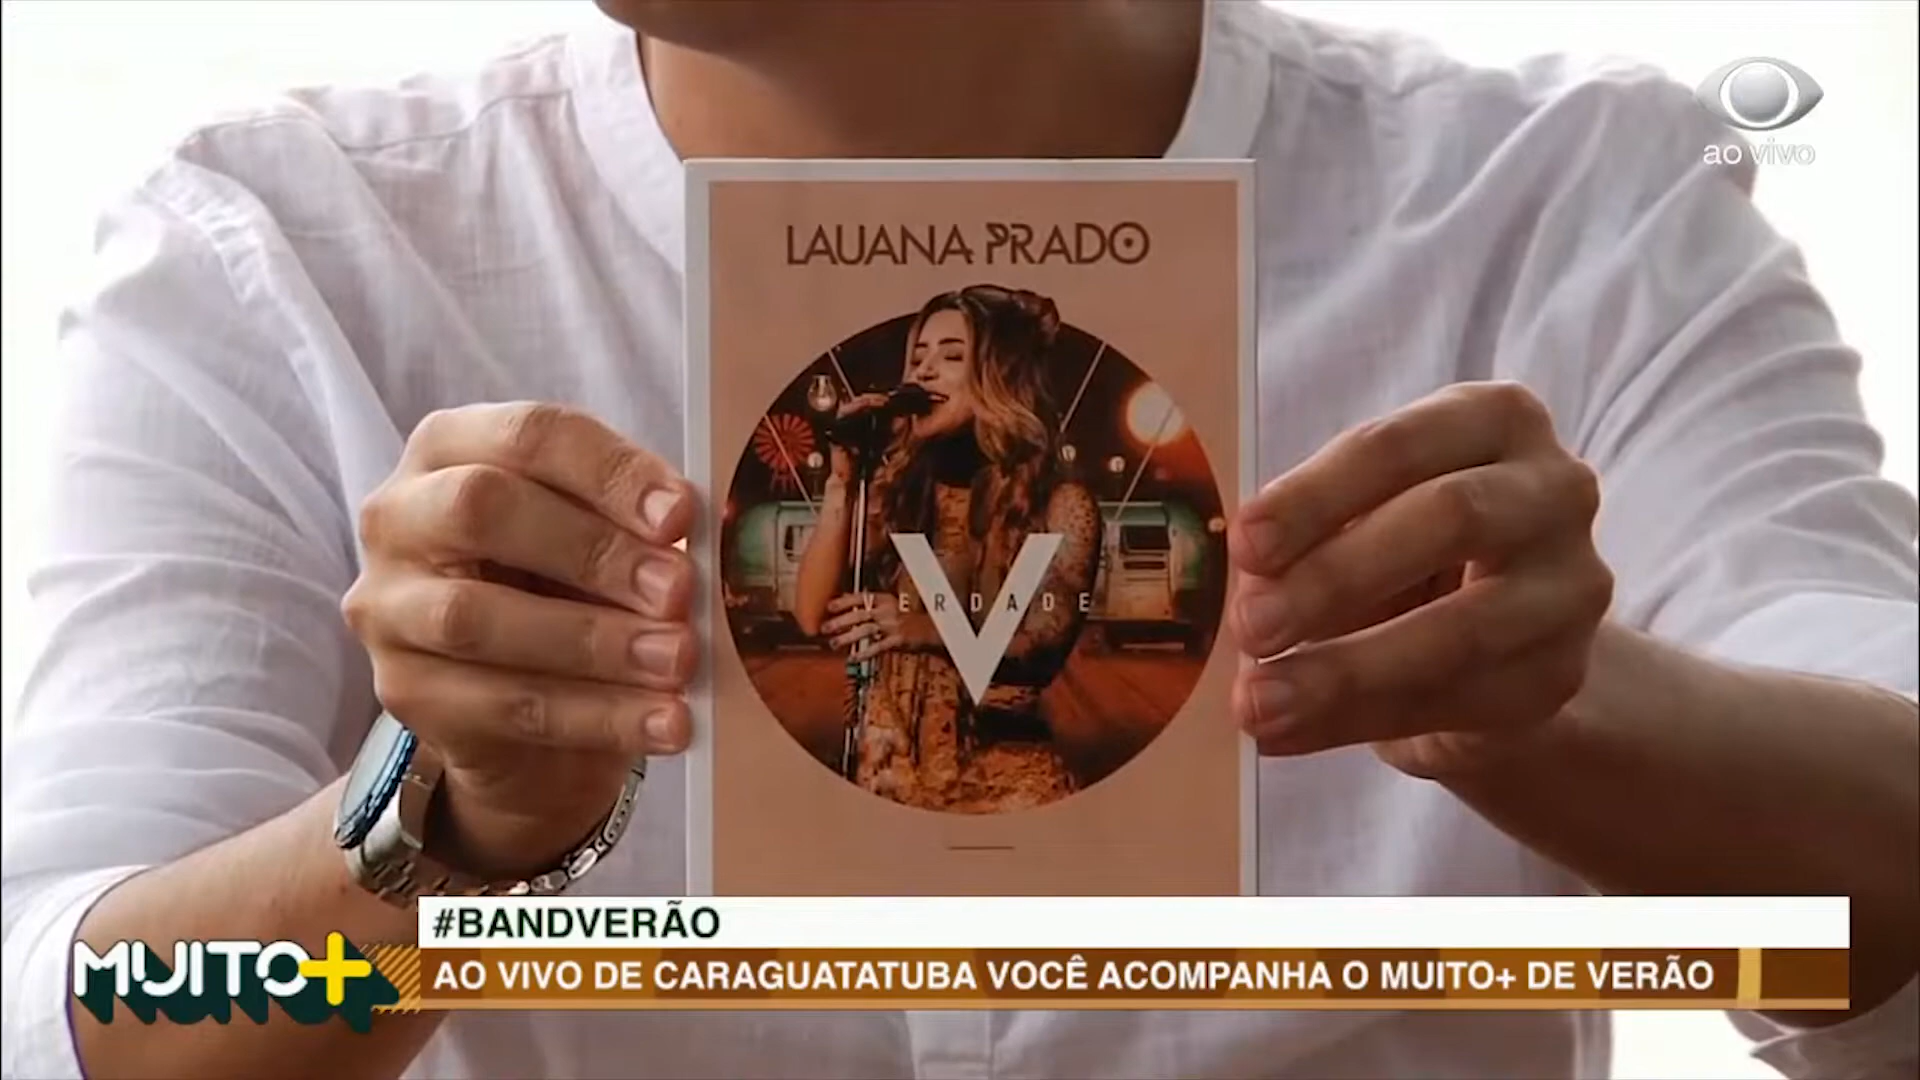 ao vivo
LAUANA PRADO
V
VERDADE
#BANDVERÃO
MUITO+
AO VIVO DE CARAGUATATUBA VOCÊ ACOMPANHA O MUITO+ DE VERÃO